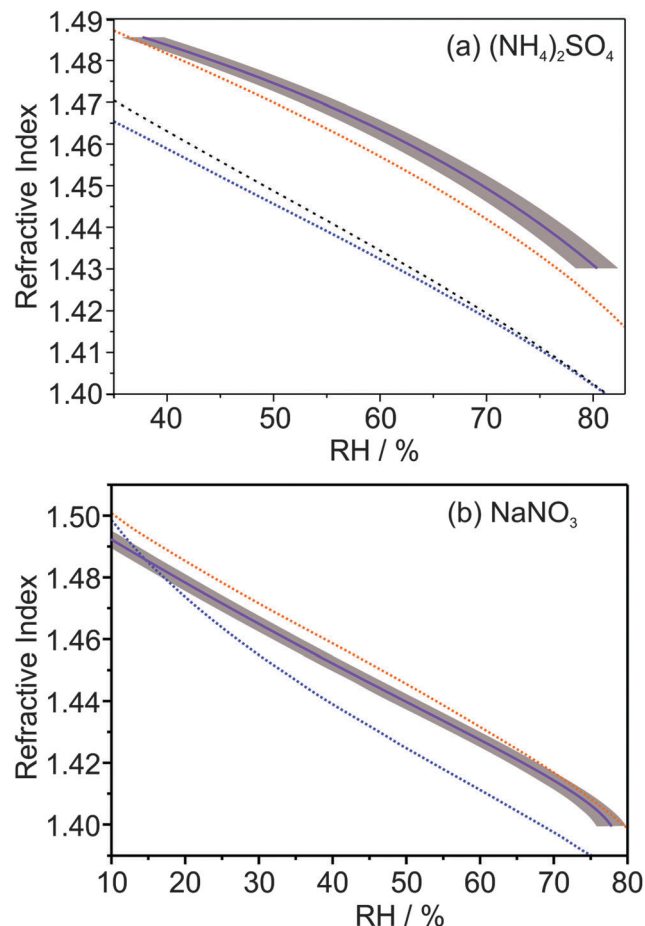 (a) (NH₄)₂SO₄
Refractive Index
1.49
1.48
1.47
1.46
1.45
1.44
1.43
1.42
1.41
1.40
40 50 60 70 80
RH / %
(b) NaNO₃
Refractive Index
1.50
1.48
1.46
1.44
1.42
1.40
10 20 30 40 50 60 70 80
RH / %